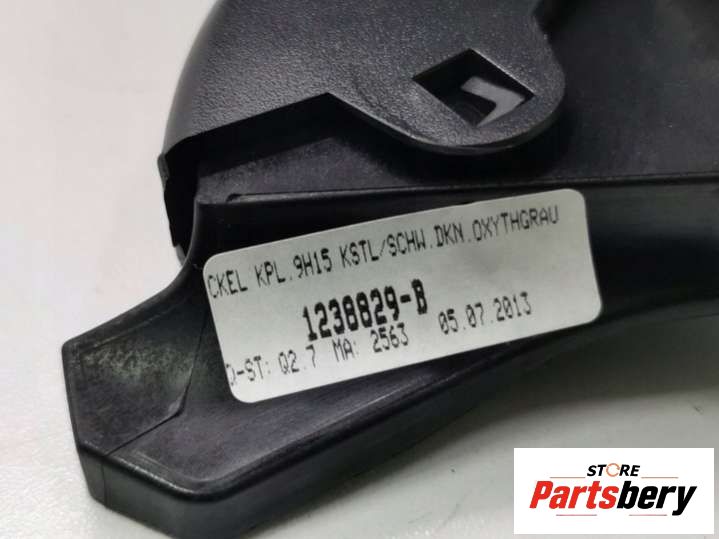 CKEL KPL.9H15 KSTL/SCHW.DKN.OXYTHGRAU
1238829-B
D-ST: Q2.7 MA: 2563 05.07.2013
STORE
Partsbery